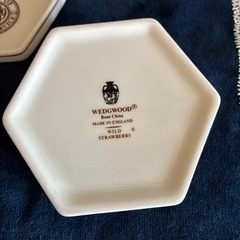 WEDGWOOD®
Bone China
MADE IN ENGLAND
WILD ©
STRAWBERRY